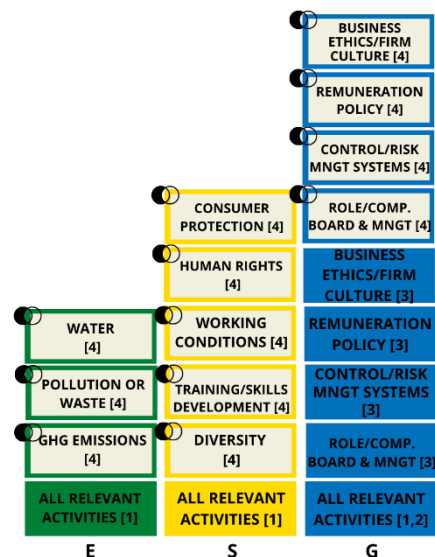 BUSINESS
ETHICS/FIRM
CULTURE [4]
REMUNERATION
POLICY [4]
CONTROL/RISK
MNGT SYSTEMS [4]
CONSUMER
PROTECTION [4]
ROLE/COMP.
BOARD & MNGT [4]
HUMAN RIGHTS
[4]
BUSINESS
ETHICS/FIRM
CULTURE [3]
WATER
[4]
WORKING
CONDITIONS [4]
REMUNERATION
POLICY [3]
POLLUTION OR
WASTE [4]
TRAINING/SKILLS
DEVELOPMENT [4]
CONTROL/RISK
MNGT SYSTEMS
[3]
GHG EMISSIONS
[4]
DIVERSITY
[4]
ROLE/COMP.
BOARD & MNGT [3]
ALL RELEVANT
ACTIVITIES [1]
ALL RELEVANT
ACTIVITIES [1]
ALL RELEVANT
ACTIVITIES [1,2]
E
S
G